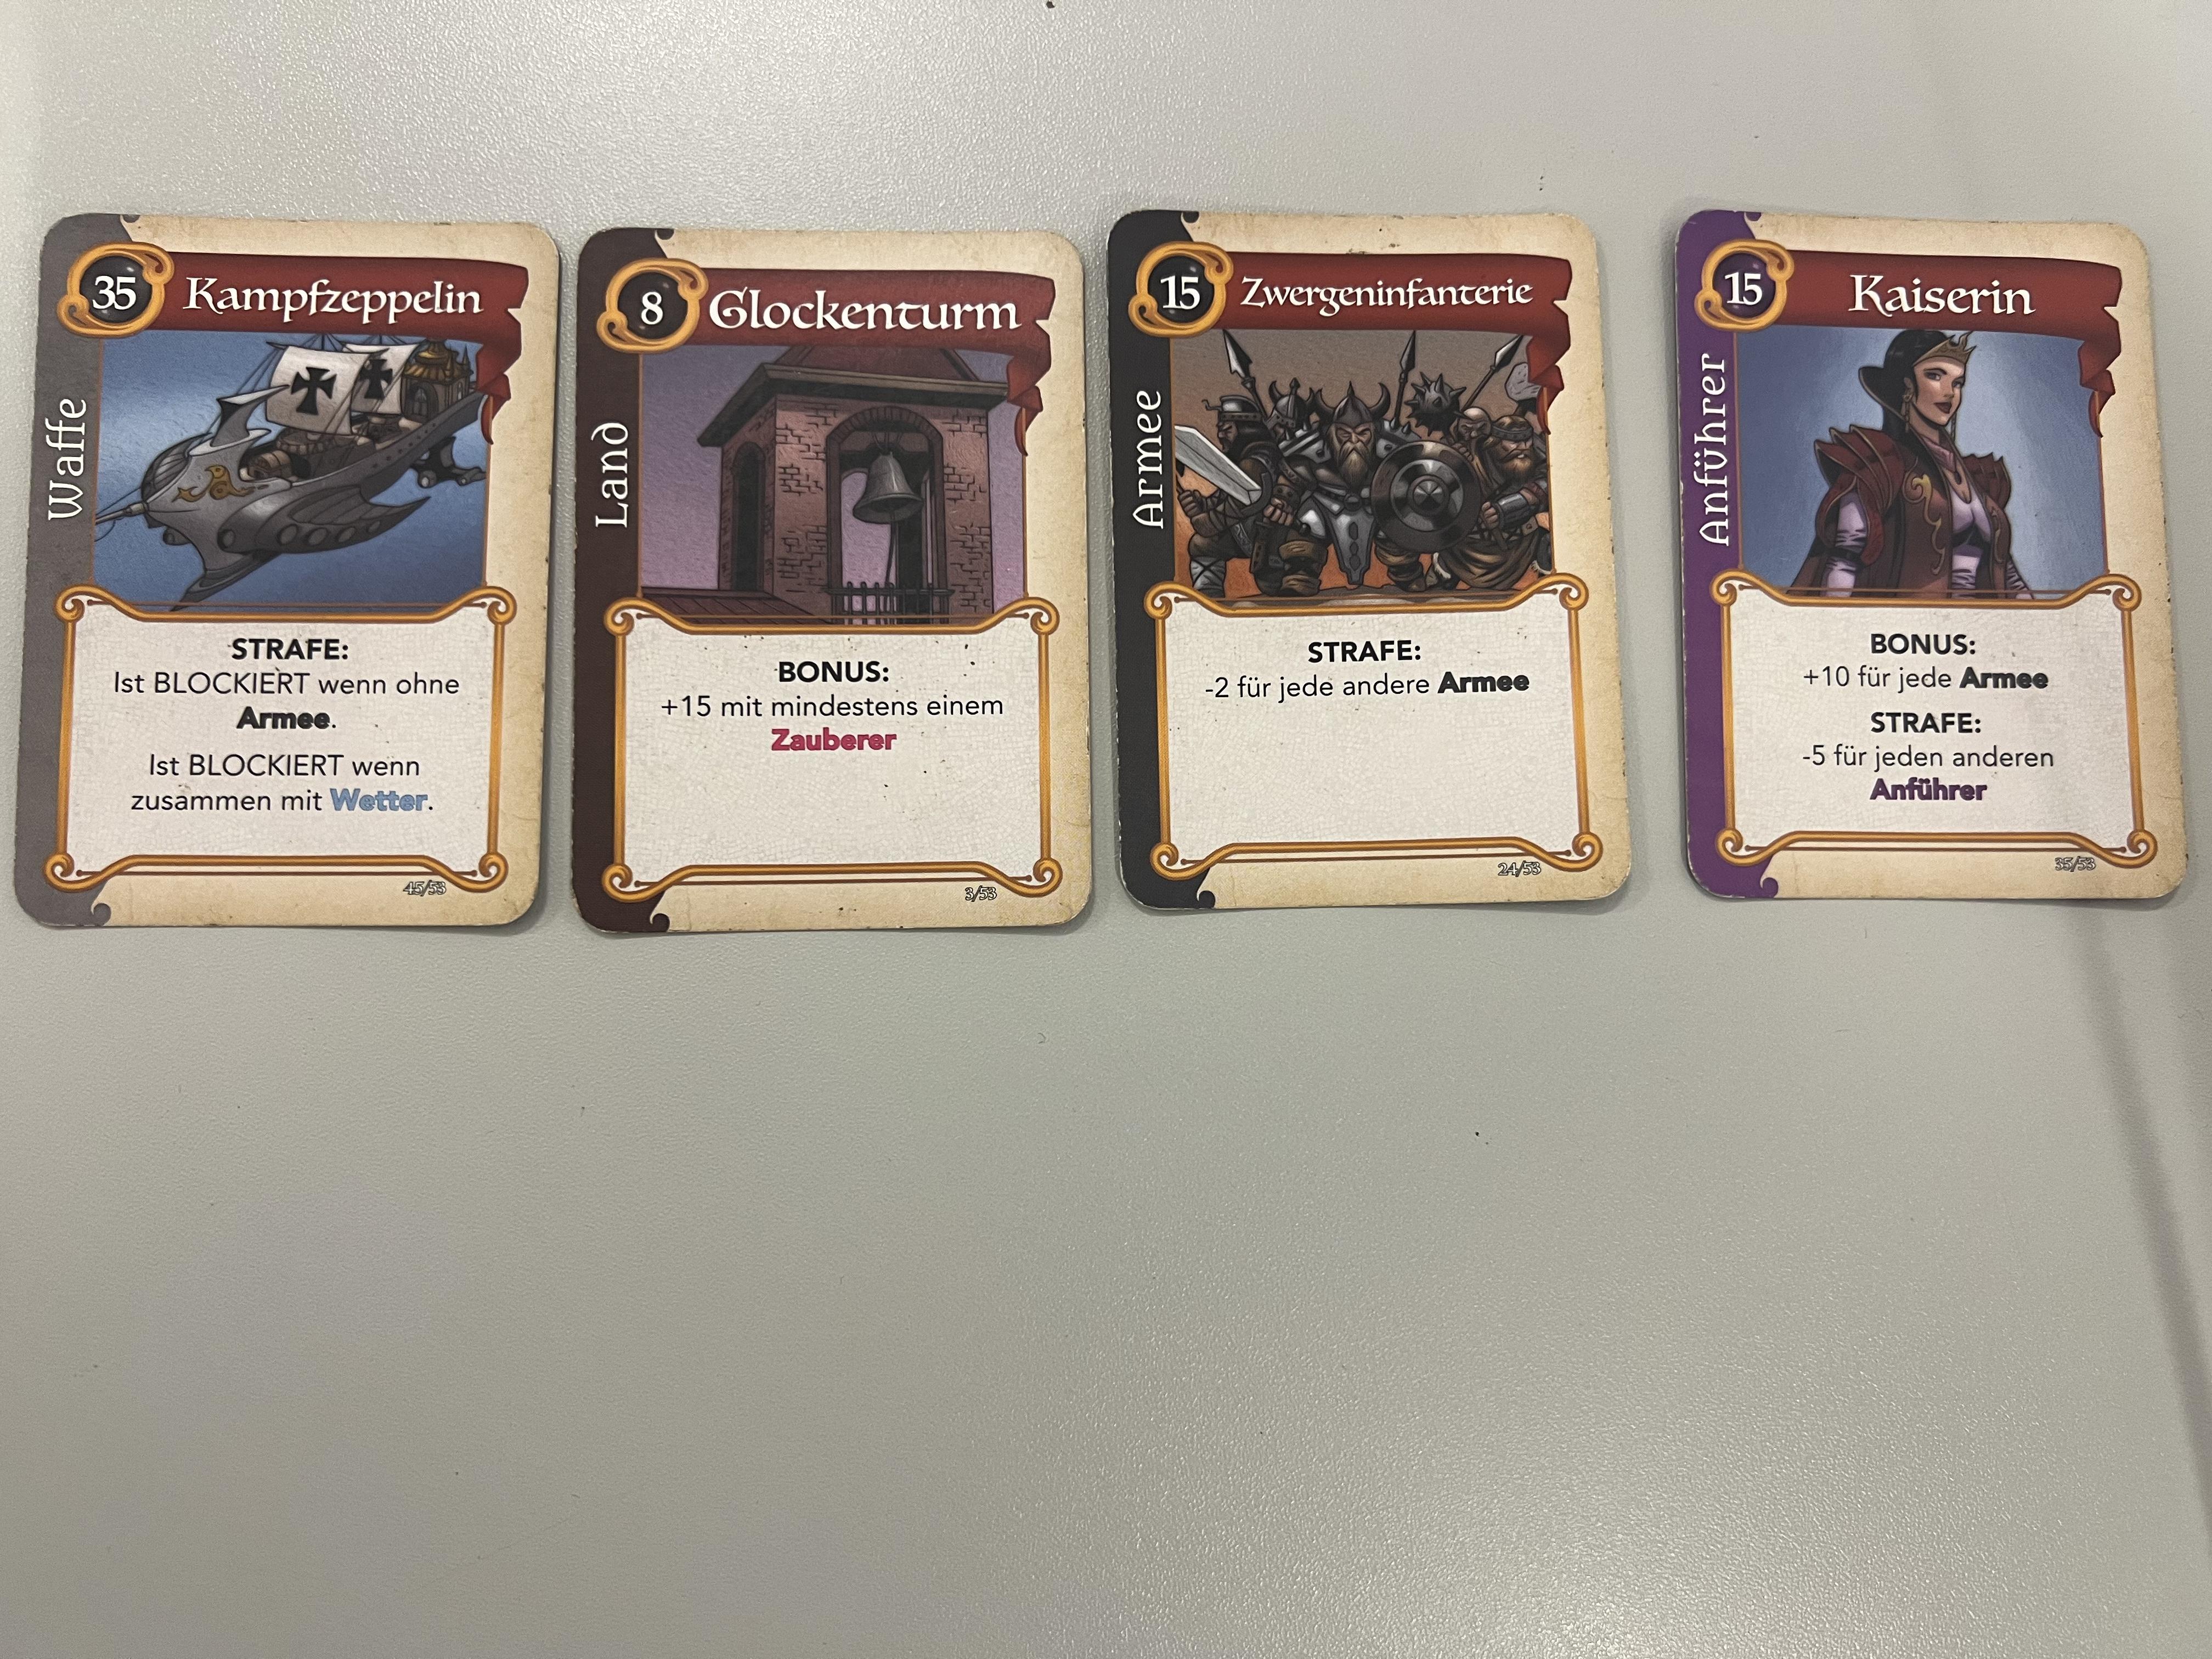 Waffe
35
Kampfzeppelin
STRAFE:
Ist BLOCKIERT wenn ohne
Armee.
Ist BLOCKIERT wenn
zusammen mit Wetter.
45/53
Land
8
Glockenturm
BONUS:
+15 mit mindestens einem
Zauberer
3/53
Armee
15
Zwergeninfanterie
STRAFE:
-2 für jede andere Armee
24/53
Anführer
15
Kaiserin
BONUS:
+10 für jede Armee
STRAFE:
-5 für jeden anderen
Anführer
35/53